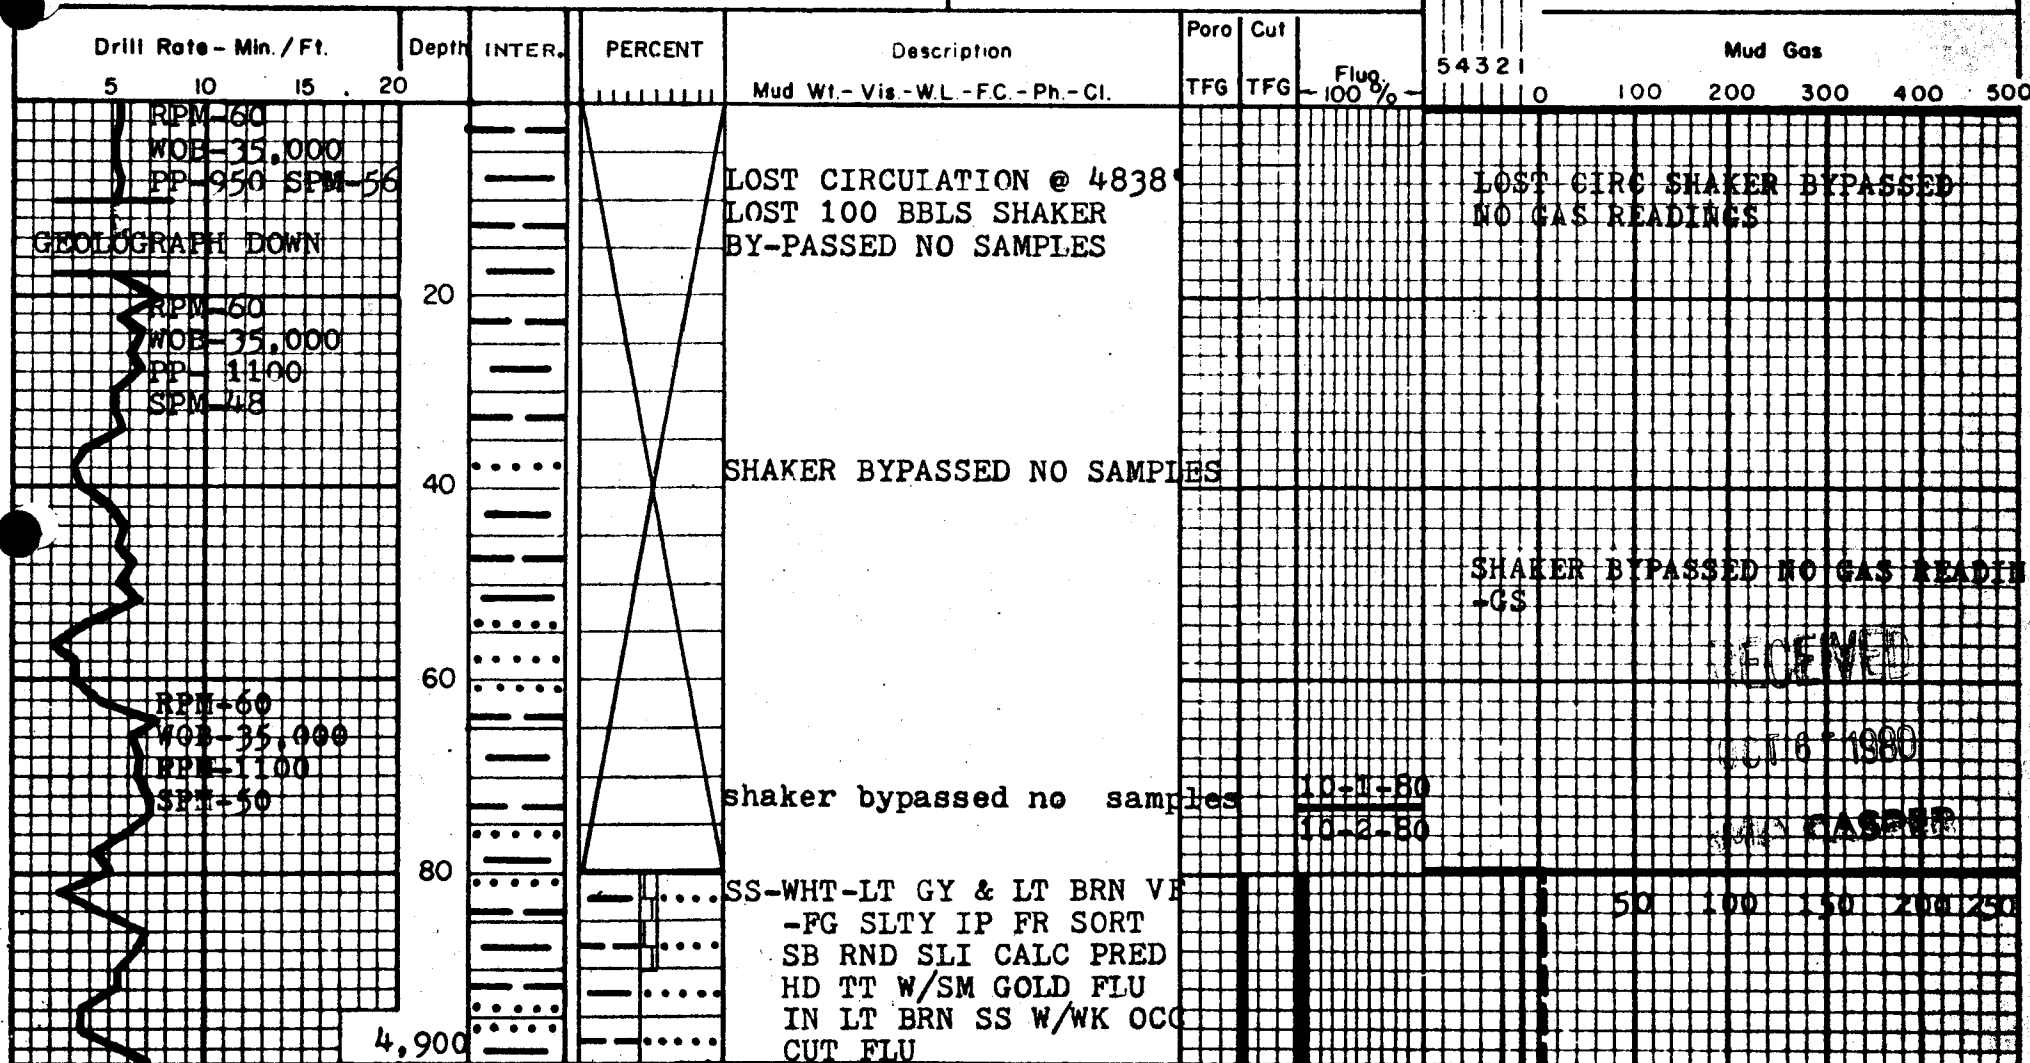 Drill Rate - Min. / Ft.
5 10 15 20
Depth
INTER.
PERCENT
Description
Mud Wt.- Vis.-W.L.-F.C.-Ph.-Cl.
Poro Cut
TFG TFG
Fluo.
100 %
5 4 3 2 1
Mud Gas
0 100 200 300 400 500
RPM-60
WOB-35,000
PP-950 SPM-56
GEOLOGRAPH DOWN
RPM-60
WOB-35,000
PP- 1100
SPM-48
RPM-60
WOB-35,000
PPM-1100
SPM-50
20
40
60
80
4,900
LOST CIRCULATION @ 4838'
LOST 100 BBLS SHAKER
BY-PASSED NO SAMPLES
SHAKER BYPASSED NO SAMPLES
shaker bypassed no samples
SS-WHT-LT GY & LT BRN VF
-FG SLTY IP FR SORT
SB RND SLI CALC PRED
HD TT W/SM GOLD FLU
IN LT BRN SS W/WK OCC
CUT FLU
10-1-80
10-2-80
LOST CIRC SHAKER BYPASSED
NO GAS READINGS
SHAKER BYPASSED NO GAS READIN
-GS
RECEIVED
OCT 6 - 1980
CASPER
50 100 150 200 250